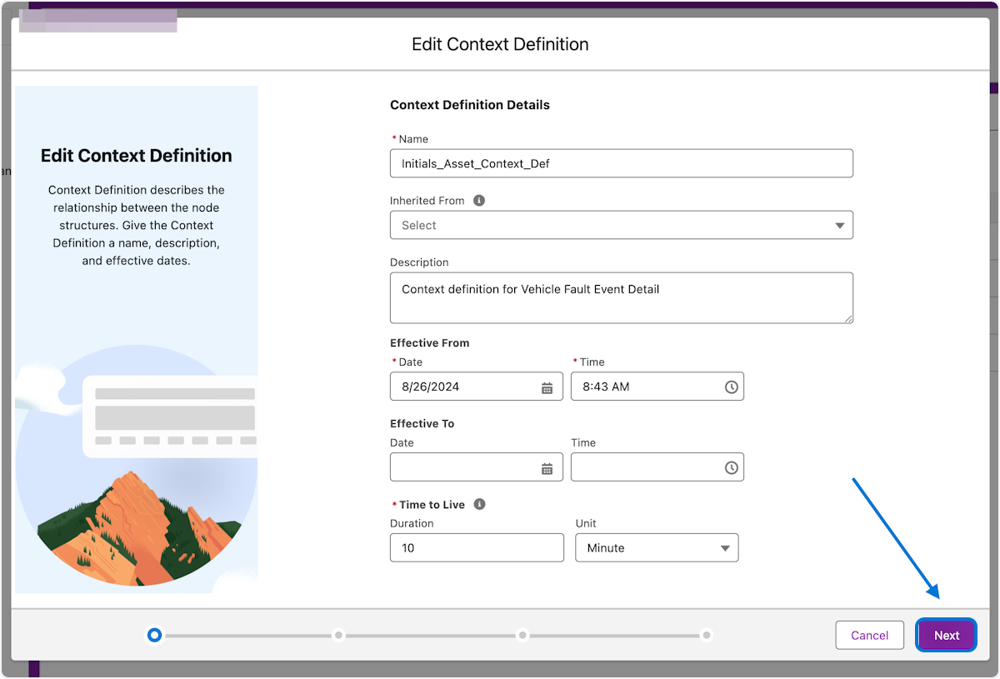 Edit Context Definition
Edit Context Definition
Context Definition describes the
relationship between the node
structures. Give the Context
Definition a name, description,
and effective dates.
Context Definition Details
* Name
Initials_Asset_Context_Def
Inherited From
Select
Description
Context definition for Vehicle Fault Event Detail
Effective From
* Date * Time
8/26/2024 8:43 AM
Effective To
Date Time
* Time to Live
Duration Unit
10 Minute
Cancel Next
an